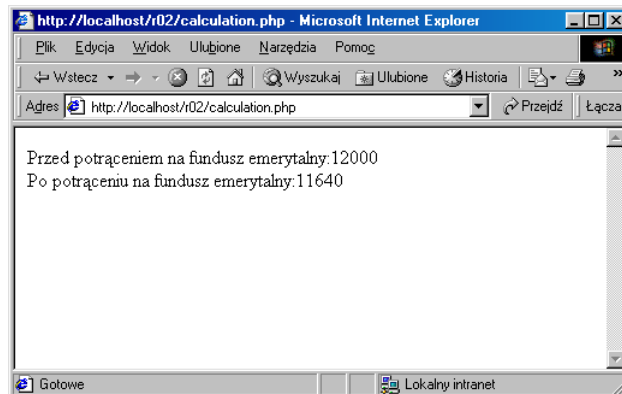 http://localhost/r02/calculation.php - Microsoft Internet Explorer
Plik Edycja Widok Ulubione Narzędzia Pomoc
Wstecz Wyszukaj Ulubione Historia »
Adres http://localhost/r02/calculation.php Przejdź Łącza
Przed potrąceniem na fundusz emerytalny:12000
Po potrąceniu na fundusz emerytalny:11640
Gotowe Lokalny intranet